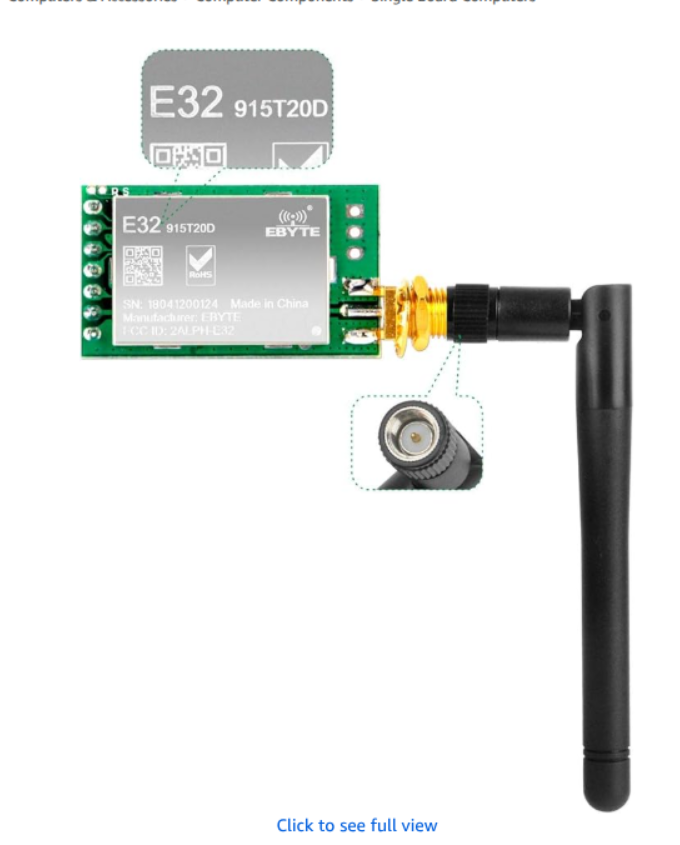 Computers & Accessories Computer Components Single Board Computers
E32 915T20D
R S
E32 915T20D
EBYTE
RoHS
SN: 18041200124 Made in China
Manufacturer: EBYTE
FCC ID: 2ALPH-E32
Click to see full view